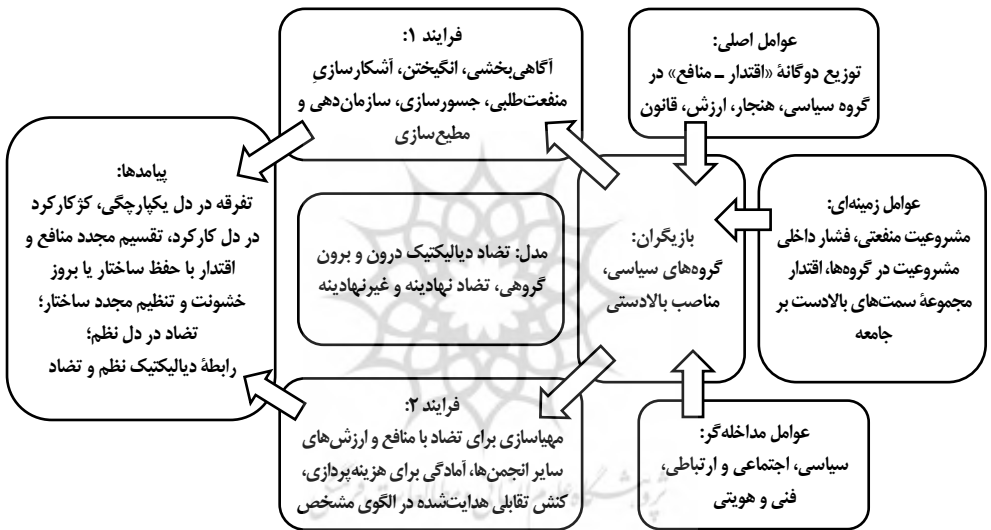 عوامل اصلی:
توزیع دوگانهٔ «اقتدار ـ منافع» در
گروه سیاسی، هنجار، ارزش، قانون
عوامل زمینه‌ای:
مشروعیت منفعتی، فشار داخلی
مشروعیت در گروه‌ها، اقتدار
مجموعهٔ سمت‌های بالادست بر
جامعه
عوامل مداخله‌گر:
سیاسی، اجتماعی و ارتباطی،
فنی و هویتی
بازیگران:
گروه‌های سیاسی،
مناصب بالادستی
فرایند ۱:
آگاهی‌بخشی، انگیختن، آشکارسازیِ
منفعت‌طلبی، جسورسازی، سازمان‌دهی و
مطیع‌سازی
مدل: تضاد دیالیکتیک درون و برون
گروهی، تضاد نهادینه و غیرنهادینه
فرایند ۲:
مهیاسازی برای تضاد با منافع و ارزش‌های
سایر انجمن‌ها، آمادگی برای هزینه‌پردازی،
کنش تقابلی هدایت‌شده در الگوی مشخص
پیامدها:
تفرقه در دل یکپارچگی، کژکارکرد
در دل کارکرد، تقسیم مجدد منافع و
اقتدار با حفظ ساختار یا بروز
خشونت و تنظیم مجدد ساختار؛
تضاد در دل نظم؛
رابطهٔ دیالکتیک نظم و تضاد